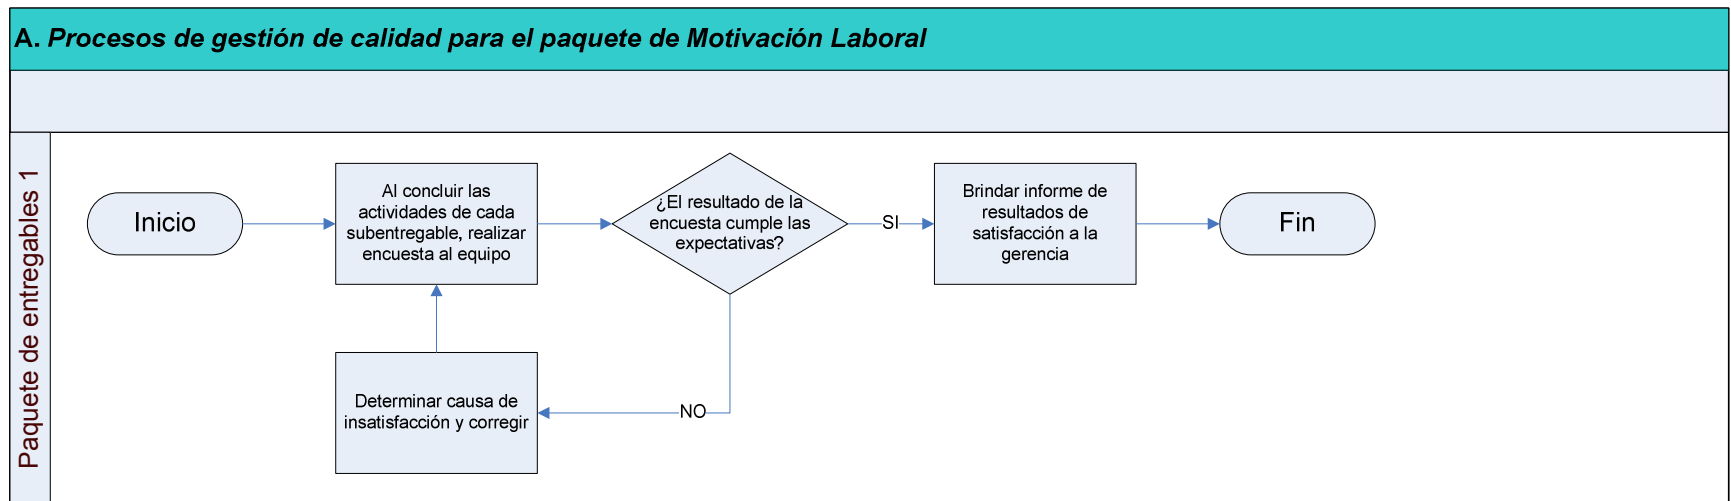 A. Procesos de gestión de calidad para el paquete de Motivación Laboral
Paquete de entregables 1
Inicio
Al concluir las
actividades de cada
subentregable, realizar
encuesta al equipo
¿El resultado de la
encuesta cumple las
expectativas?
SI
Brindar informe de
resultados de
satisfacción a la
gerencia
Fin
Determinar causa de
insatisfacción y corregir
NO